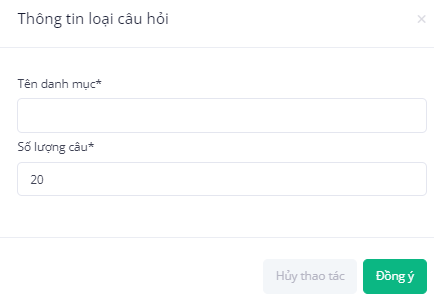 Thông tin loại câu hỏi ×
Tên danh mục*
Số lượng câu*
20
Hủy thao tác Đồng ý